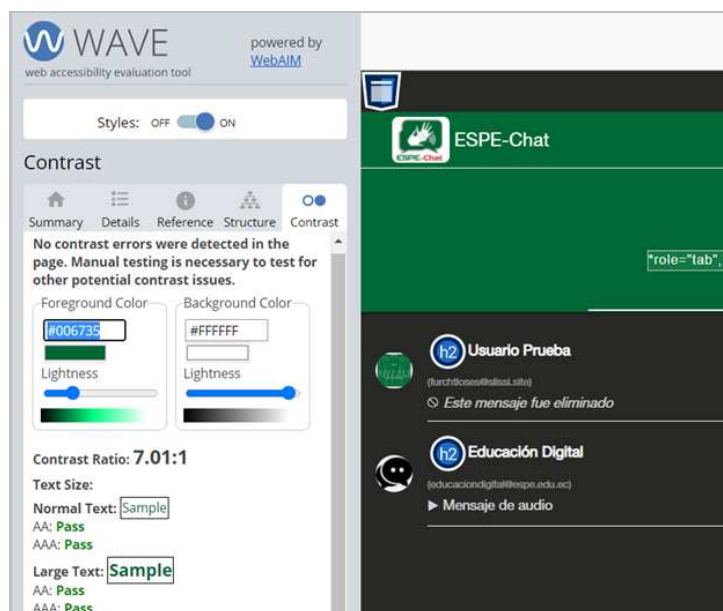 WAVE
powered by
WebAIM
web accessibility evaluation tool
Styles: OFF ON
Contrast
Summary Details Reference Structure Contrast
No contrast errors were detected in the
page. Manual testing is necessary to test for
other potential contrast issues.
Foreground Color Background Color
#006735 #FFFFFF
Lightness Lightness
Contrast Ratio: 7.01:1
Text Size:
Normal Text: Sample
AA: Pass
AAA: Pass
Large Text: Sample
AA: Pass
AAA: Pass
ESPE-Chat
ESPE-Chat
*role="tab",
h2 Usuario Prueba
(furchtloses@islissi.site)
Este mensaje fue eliminado
h2 Educación Digital
(educaciondigital@espe.edu.ec)
Mensaje de audio